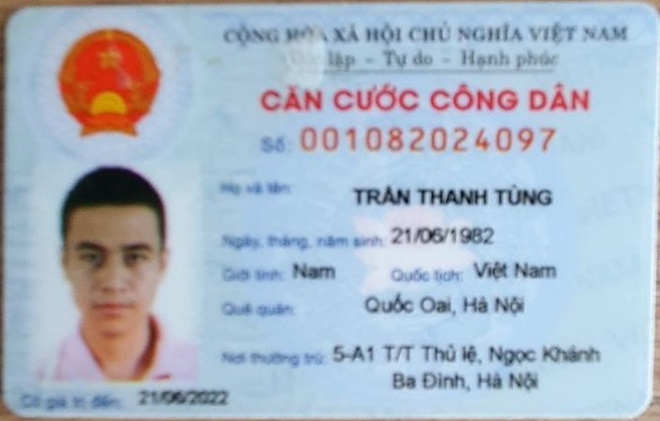 CỘNG XÃ HỘI CHỦ NGHĨA VIỆT NAM
lập - Tự do - Hạnh phúc
CĂN CƯỚC CÔNG DÂN
Số: 001082024097
Họ và tên: TRẦN THANH TÙNG
Ngày, tháng, năm sinh: 21/06/1982
Giới tính: Nam Quốc tịch: Việt Nam
Quê quán: Quốc Oai, Hà Nội
Nơi thường trú: 5-A1 T/T Thủ lệ, Ngọc Khánh
Ba Đình, Hà Nội
Có giá trị đến: 21/06/2022